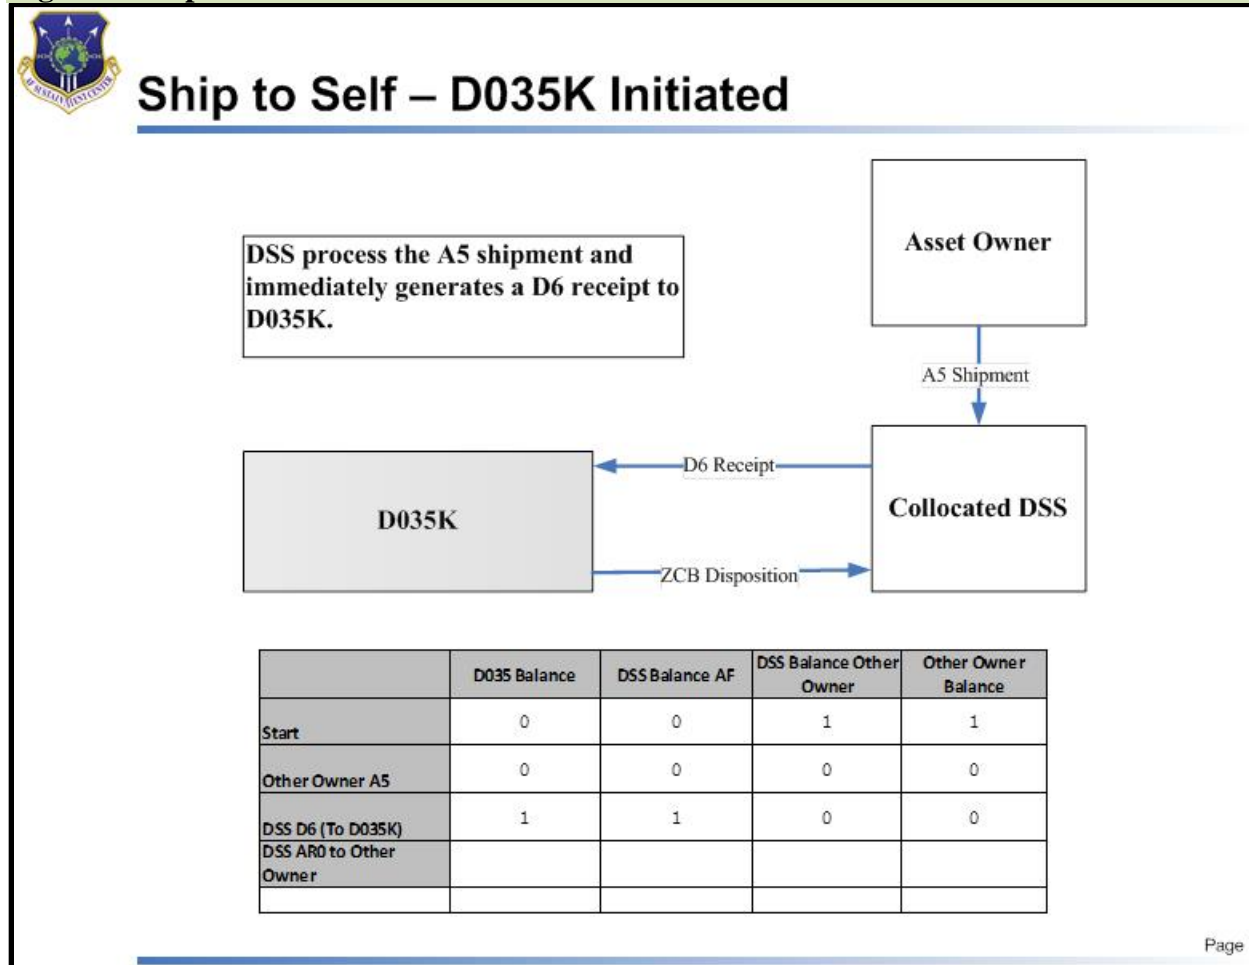 Ship to Self – D035K Initiated
DSS process the A5 shipment and
immediately generates a D6 receipt to
D035K.
Asset Owner
A5 Shipment
D6 Receipt
D035K
Collocated DSS
ZCB Disposition
D035 Balance DSS Balance AF DSS Balance Other Owner Other Owner Balance
Start 0 0 1 1
Other Owner A5 0 0 0 0
DSS D6 (To D035K) 1 1 0 0
DSS AR0 to Other
Owner
Page